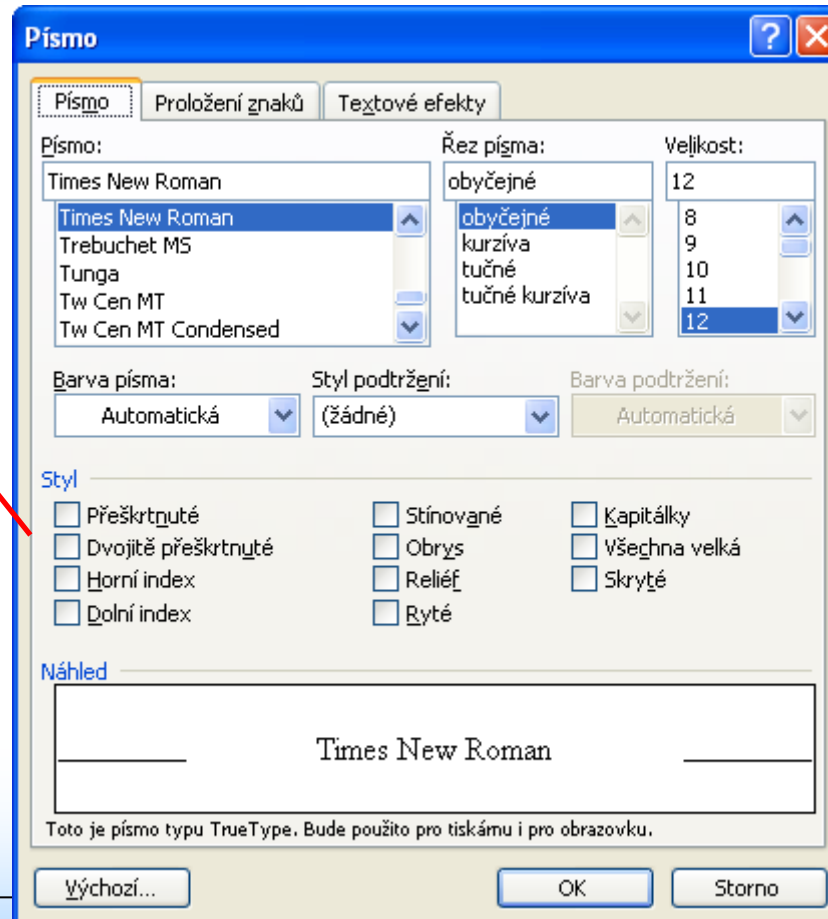 Písmo
Písmo Proložení znaků Textové efekty
Písmo: Řez písma: Velikost:
Times New Roman obyčejné 12
Times New Roman obyčejné 8
Trebuchet MS kurzíva 9
Tunga tučné 10
Tw Cen MT tučné kurzíva 11
Tw Cen MT Condensed 12
Barva písma: Styl podtržení: Barva podtržení:
Automatická (žádné) Automatická
Styl
Přeškrtnuté Stínované Kapitálky
Dvojitě přeškrtnuté Obrys Všechna velká
Horní index Reliéf Skryté
Dolní index Ryté
Náhled
Times New Roman
Toto je písmo typu TrueType. Bude použito pro tiskárnu i pro obrazovku.
Výchozí... OK Storno